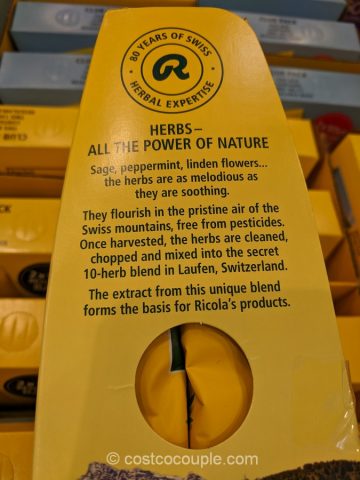 80 YEARS OF SWISS
HERBAL EXPERTISE
R
HERBS–
ALL THE POWER OF NATURE
Sage, peppermint, linden flowers...
the herbs are as melodious as
they are soothing.
They flourish in the pristine air of the
Swiss mountains, free from pesticides.
Once harvested, the herbs are cleaned,
chopped and mixed into the secret
10-herb blend in Laufen, Switzerland.
The extract from this unique blend
forms the basis for Ricola's products.
© costcocouple.com